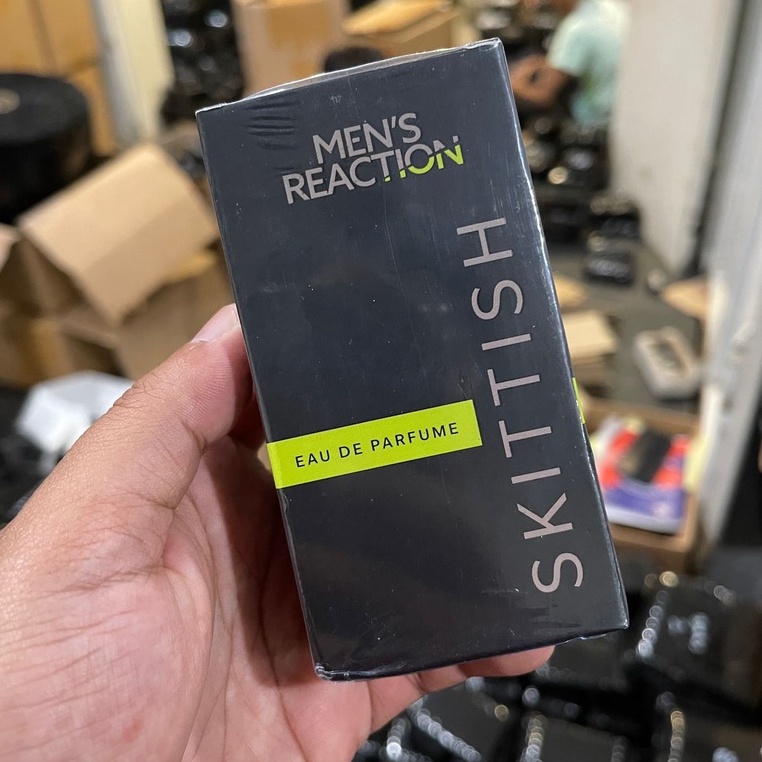 MEN'S
REACTION
SKITTISH
EAU DE PARFUME